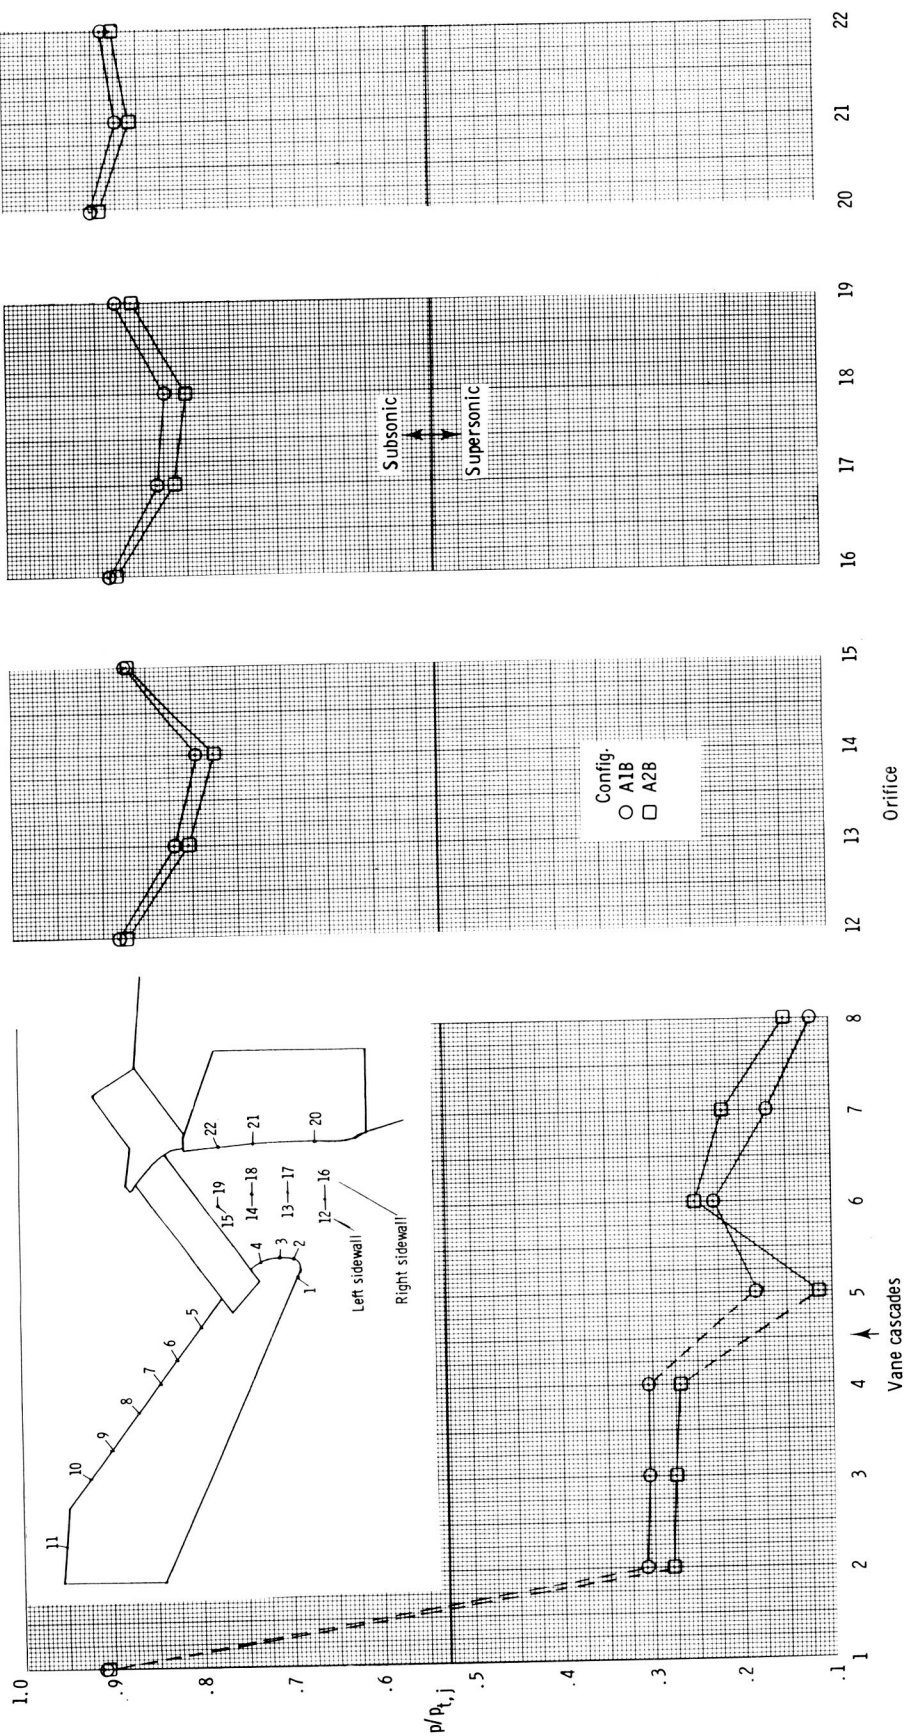 1.0
.9
.8
.7
p/pt,j
.5
.4
.3
.2
.1
11
10
9
8
7
6
5
4
3
2
1
15 19
14 18
13 17
12 16
22
21
20
Left sidewall
Right sidewall
Subsonic
Supersonic
Config.
A1B
A2B
1 2 3 4 5 6 7 8
Vane cascades
12 13 14 15
16 17 18 19
20 21 22
Orifice